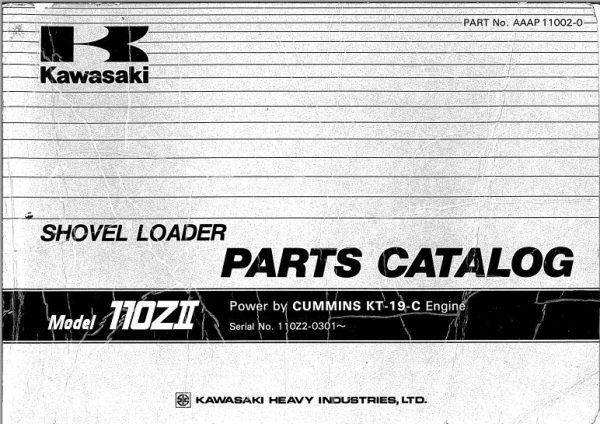 PART No. AAAP11002-0
Kawasaki
SHOVEL LOADER
PARTS CATALOG
Model 110ZII
Power by CUMMINS KT-19-C Engine
Serial No. 110Z2-0301~
KAWASAKI HEAVY INDUSTRIES, LTD.